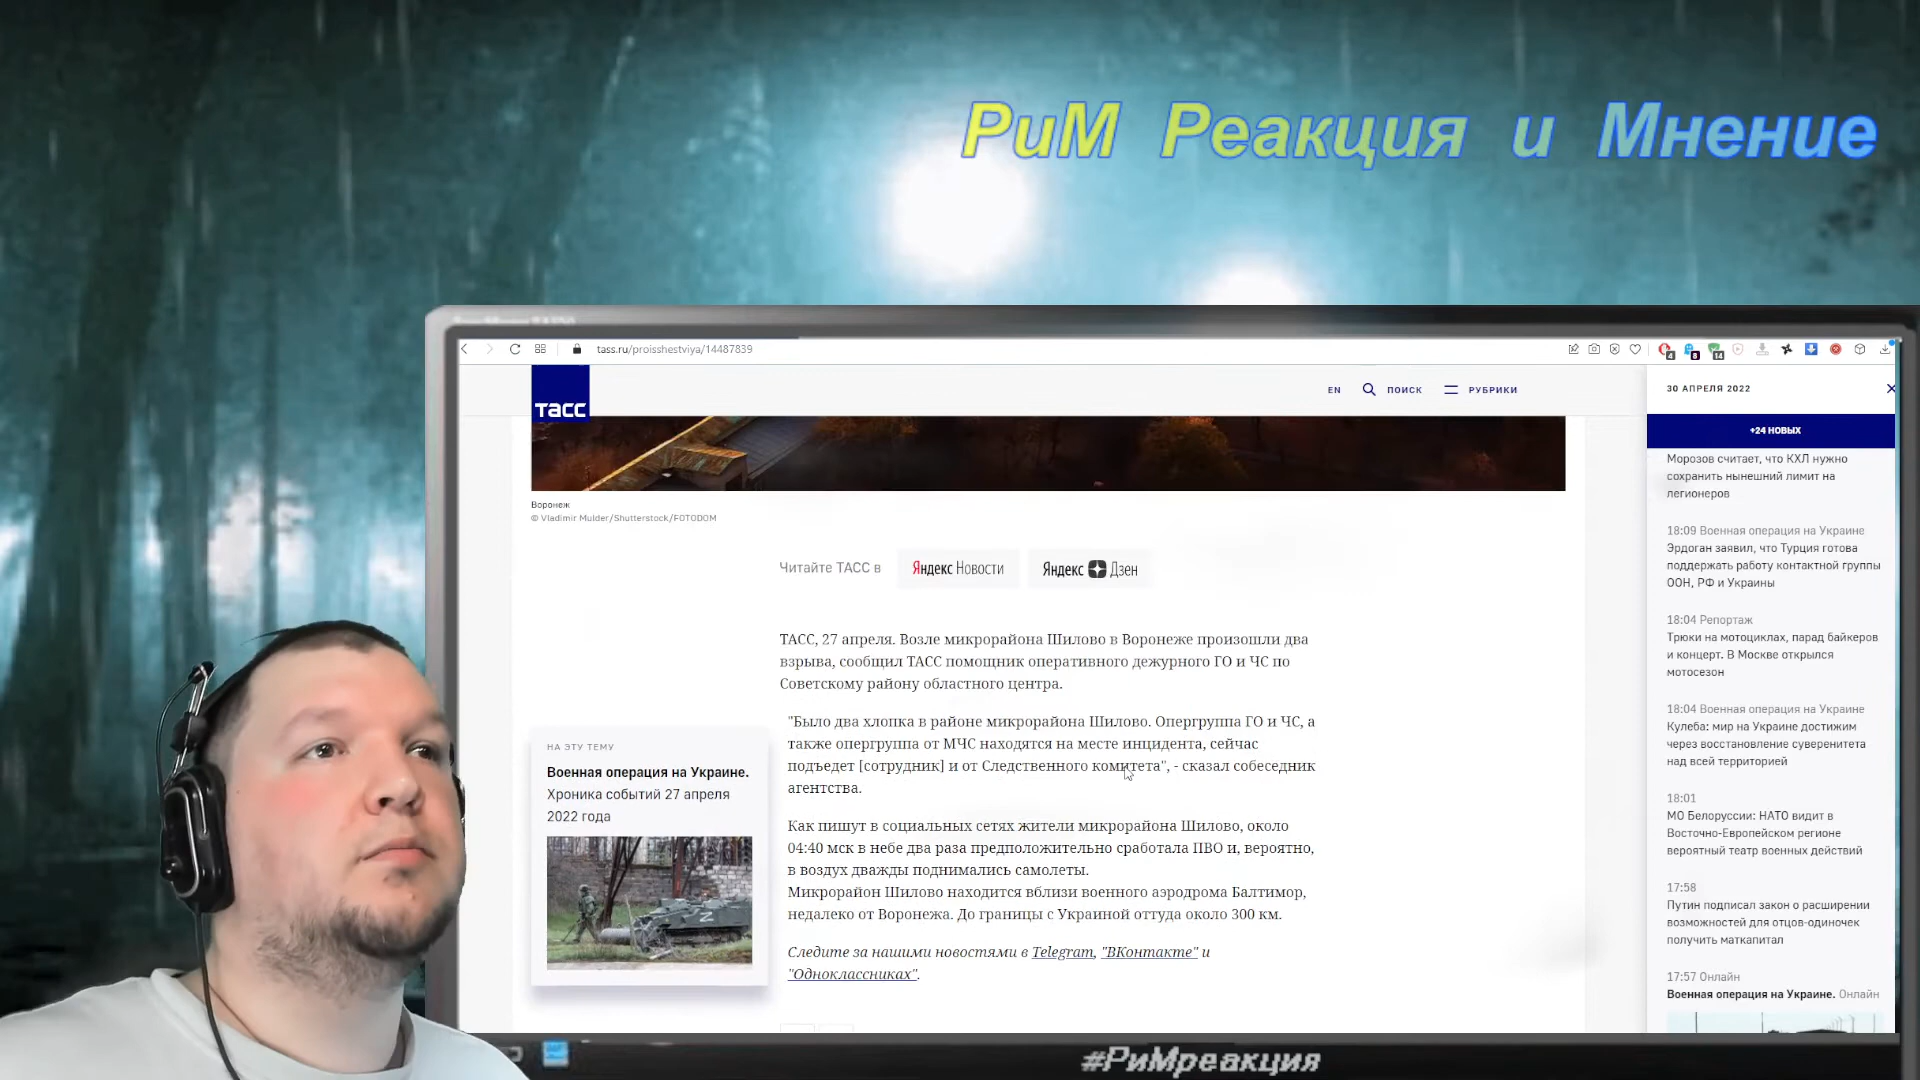 РиМ Реакция и Мнение
tass.ru/proisshestviya/14487839
4
8
14
ТАСС
EN
ПОИСК
РУБРИКИ
Воронеж
© Vladimir Mulder/Shutterstock/FOTODOM
Читайте ТАСС в
Яндекс Новости
Яндекс Дзен
ТАСС, 27 апреля. Возле микрорайона Шилово в Воронеже произошли два
взрыва, сообщил ТАСС помощник оперативного дежурного ГО и ЧС по
Советскому району областного центра.
"Было два хлопка в районе микрорайона Шилово. Опергруппа ГО и ЧС, а
также опергруппа от МЧС находятся на месте инцидента, сейчас
подъедет [сотрудник] и от Следственного комитета", - сказал собеседник
агентства.
Как пишут в социальных сетях жители микрорайона Шилово, около
04:40 мск в небе два раза предположительно сработала ПВО и, вероятно,
в воздух дважды поднимались самолеты.
Микрорайон Шилово находится вблизи военного аэродрома Балтимор,
недалеко от Воронежа. До границы с Украиной оттуда около 300 км.
Следите за нашими новостями в Telegram, "ВКонтакте" и
"Одноклассниках".
НА ЭТУ ТЕМУ
Военная операция на Украине.
Хроника событий 27 апреля
2022 года
Z
30 АПРЕЛЯ 2022
+24 НОВЫХ
Морозов считает, что КХЛ нужно
сохранить нынешний лимит на
легионеров
18:09 Военная операция на Украине
Эрдоган заявил, что Турция готова
поддержать работу контактной группы
ООН, РФ и Украины
18:04 Репортаж
Трюки на мотоциклах, парад байкеров
и концерт. В Москве открылся
мотосезон
18:04 Военная операция на Украине
Кулеба: мир на Украине достижим
через восстановление суверенитета
над всей территорией
18:01
МО Белоруссии: НАТО видит в
Восточно-Европейском регионе
вероятный театр военных действий
17:58
Путин подписал закон о расширении
возможностей для отцов-одиночек
получить маткапитал
17:57 Онлайн
Военная операция на Украине. Онлайн
#РиМреакция